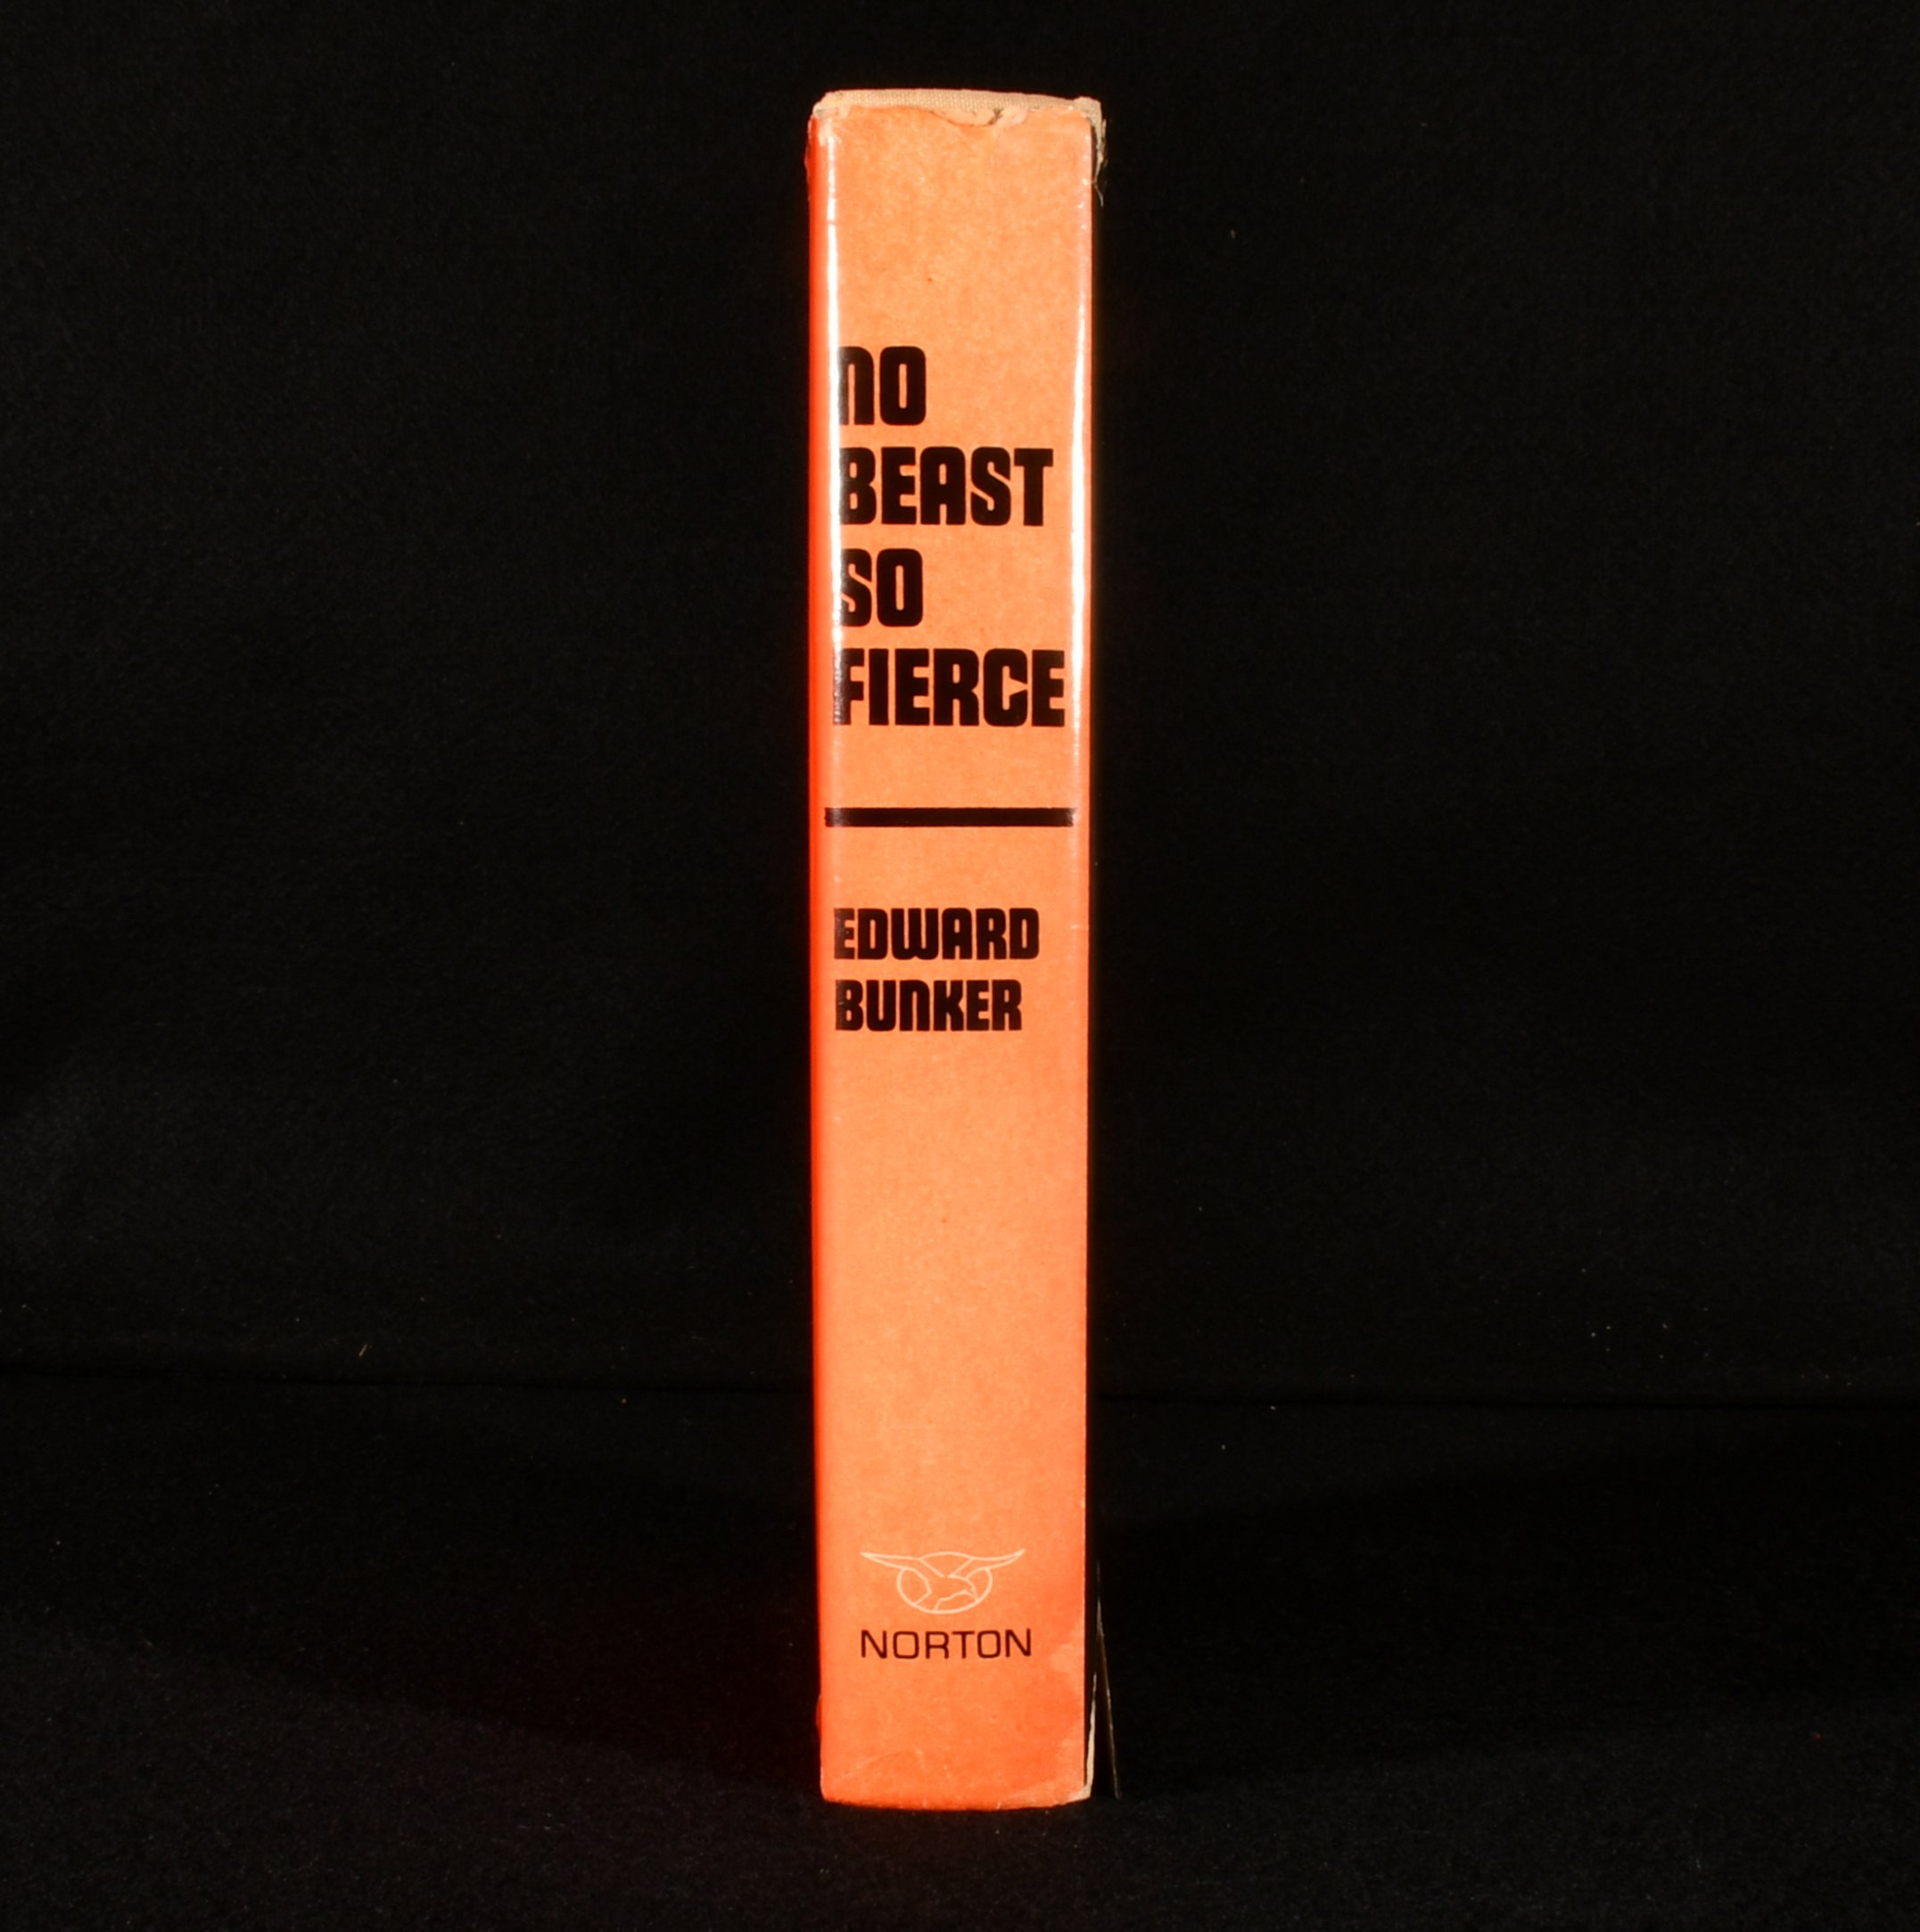 NO
BEAST
SO
FIERCE
EDWARD
BUNKER
NORTON